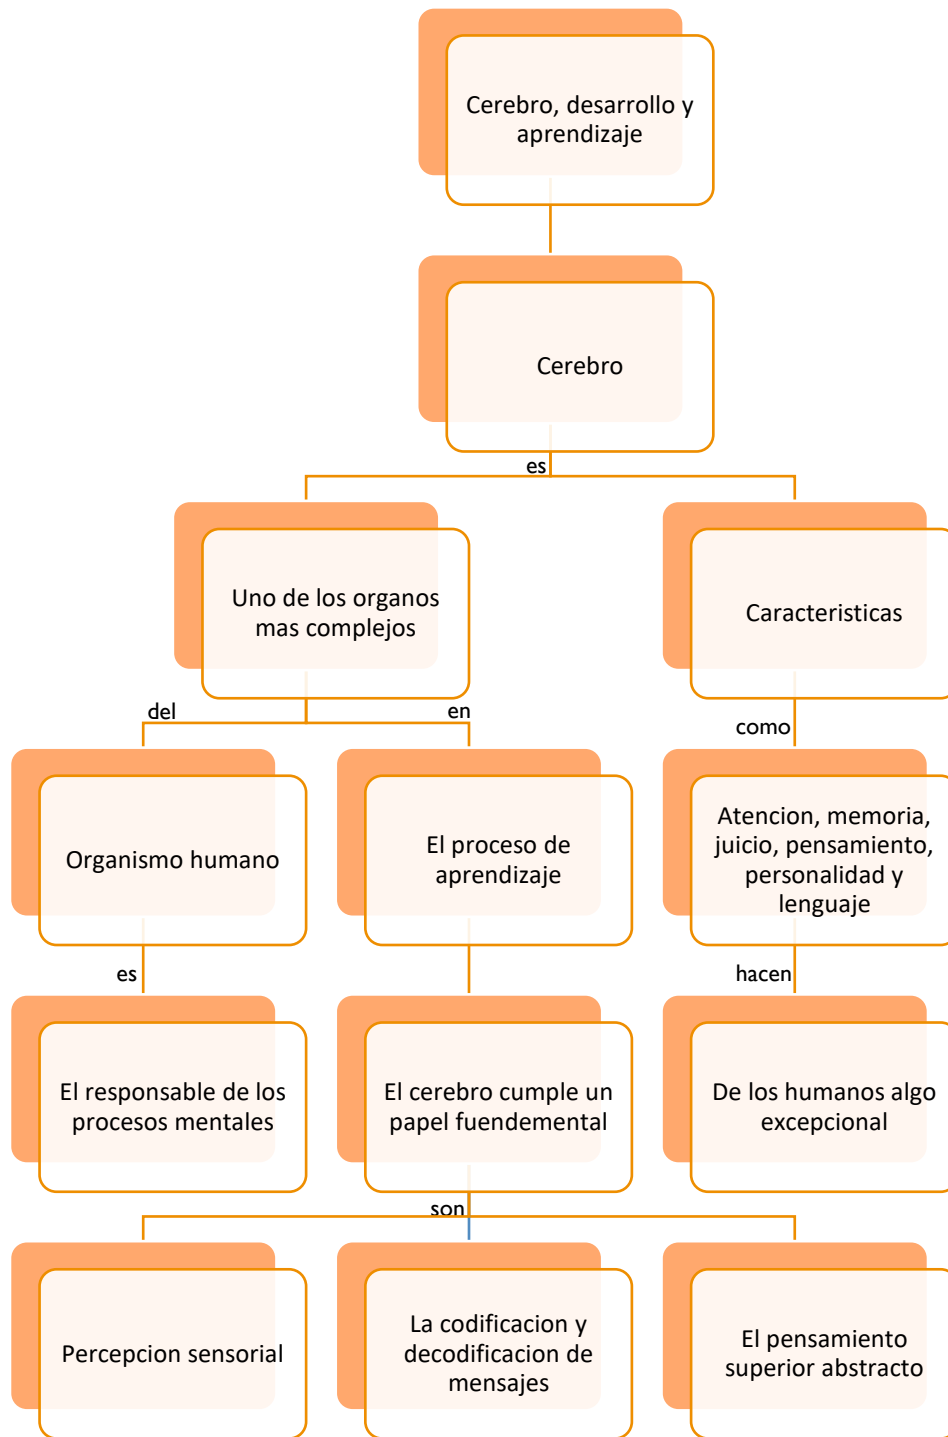 Cerebro, desarrollo y
aprendizaje
Cerebro
es
Uno de los organos
mas complejos
Caracteristicas
del
en
como
Organismo humano
El proceso de
aprendizaje
Atencion, memoria,
juicio, pensamiento,
personalidad y
lenguaje
es
hacen
El responsable de los
procesos mentales
El cerebro cumple un
papel fuendemental
De los humanos algo
excepcional
son
Percepcion sensorial
La codificacion y
decodificacion de
mensajes
El pensamiento
superior abstracto